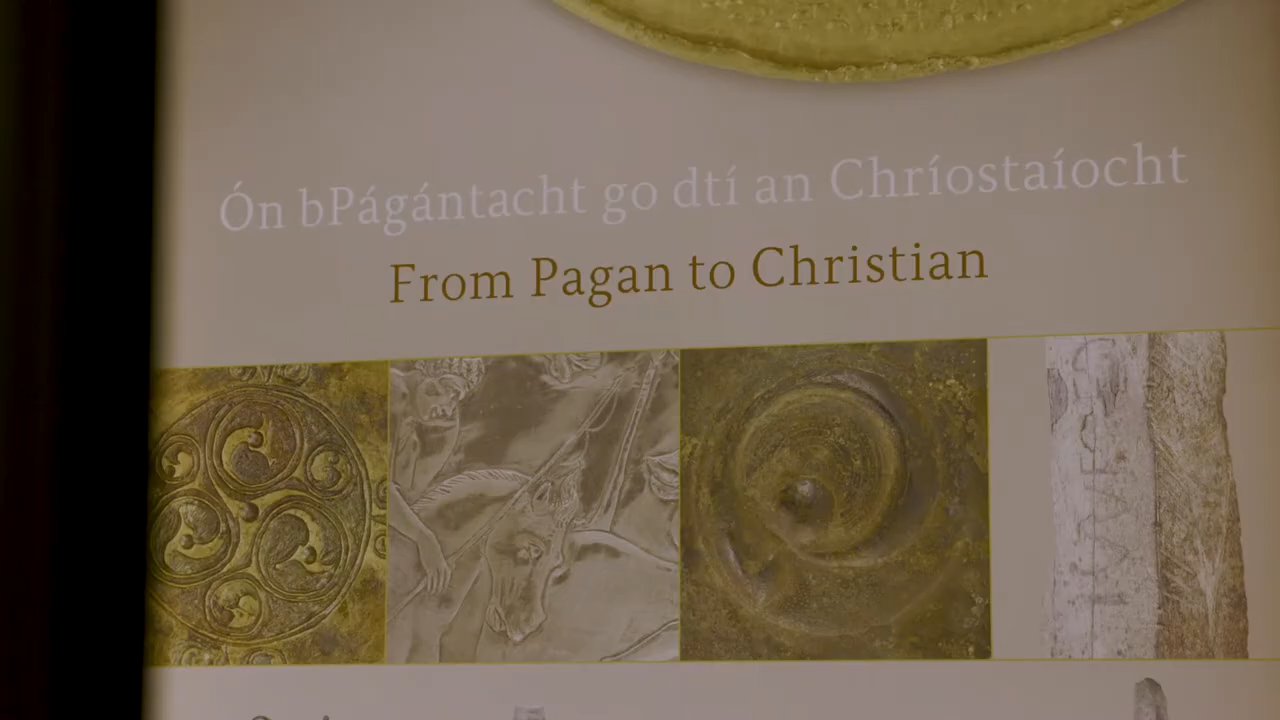 Ón bPágántacht go dtí an Chríostaíocht
From Pagan to Christian